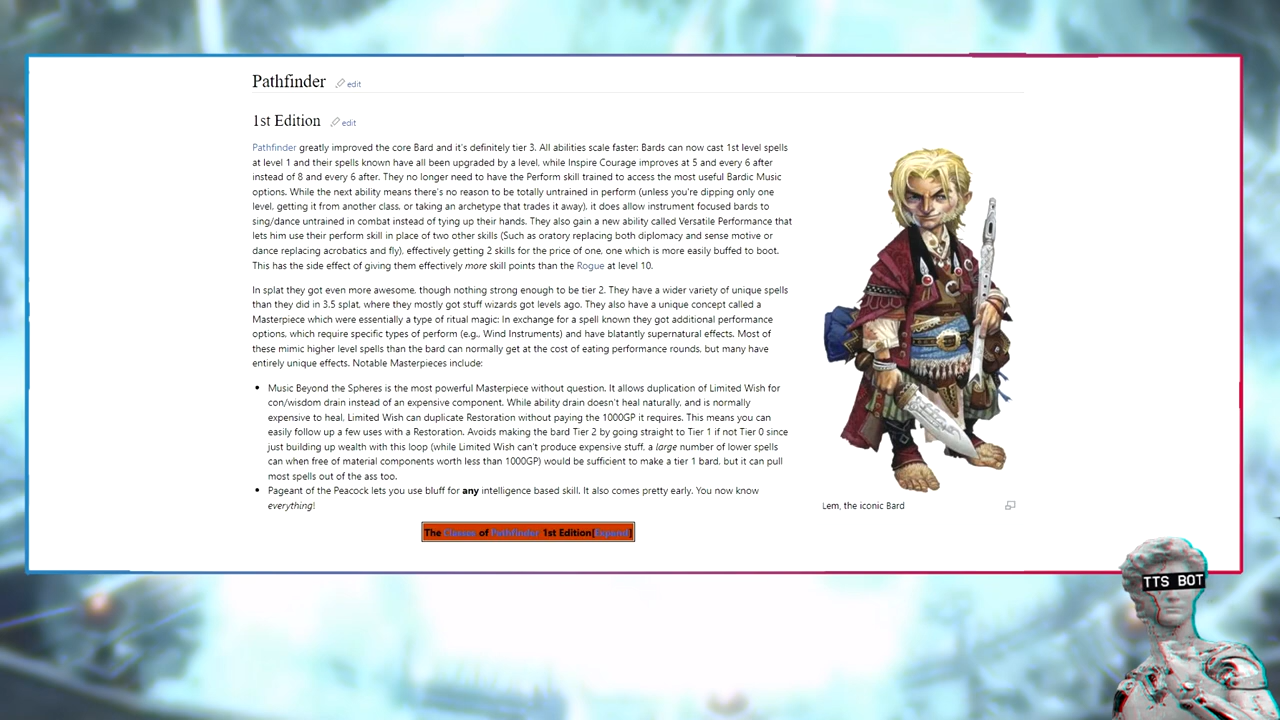 Pathfinder edit
1st Edition edit
Pathfinder greatly improved the core Bard and it's definitely tier 3. All abilities scale faster: Bards can now cast 1st level spells
at level 1 and their spells known have all been upgraded by a level, while Inspire Courage improves at 5 and every 6 after
instead of 8 and every 6 after. They no longer need to have the Perform skill trained to access the most useful Bardic Music
options. While the next ability means there's no reason to be totally untrained in perform (unless you're dipping only one
level, getting it from another class, or taking an archetype that trades it away), it does allow instrument focused bards to
sing/dance untrained in combat instead of tying up their hands. They also gain a new ability called Versatile Performance that
lets him use their perform skill in place of two other skills (Such as oratory replacing both diplomacy and sense motive or
dance replacing acrobatics and fly), effectively getting 2 skills for the price of one, one which is more easily buffed to boot.
This has the side effect of giving them effectively more skill points than the Rogue at level 10.
In splat they got even more awesome, though nothing strong enough to be tier 2. They have a wider variety of unique spells
than they did in 3.5 splat, where they mostly got stuff wizards got levels ago. They also have a unique concept called a
Masterpiece which were essentially a type of ritual magic: In exchange for a spell known they got additional performance
options, which require specific types of perform (e.g., Wind Instruments) and have blatantly supernatural effects. Most of
these mimic higher level spells than the bard can normally get at the cost of eating performance rounds, but many have
entirely unique effects. Notable Masterpieces include:
• Music Beyond the Spheres is the most powerful Masterpiece without question. It allows duplication of Limited Wish for
con/wisdom drain instead of an expensive component. While ability drain doesn't heal naturally, and is normally
expensive to heal, Limited Wish can duplicate Restoration without paying the 1000GP it requires. This means you can
easily follow up a few uses with a Restoration. Avoids making the bard Tier 2 by going straight to Tier 1 if not Tier 0 since
just building up wealth with this loop (while Limited Wish can't produce expensive stuff, a large number of lower spells
can when free of material components worth less than 1000GP) would be sufficient to make a tier 1 bard, but it can pull
most spells out of the ass too.
• Pageant of the Peacock lets you use bluff for any intelligence based skill. It also comes pretty early. You now know
everything!
Lem, the iconic Bard
The Classes of Pathfinder 1st Edition[Expand]
TTS BOT